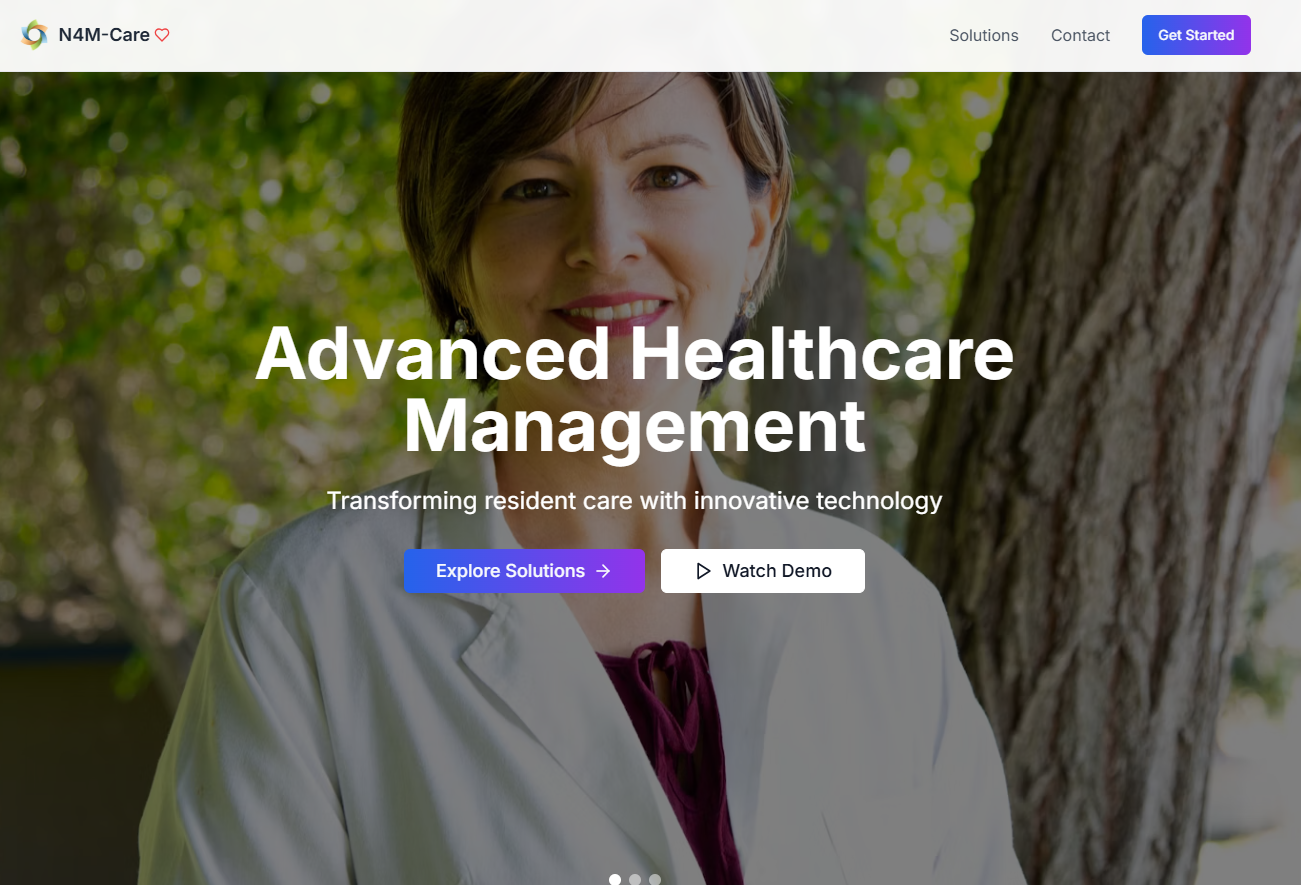 N4M-Care
Solutions
Contact
Get Started
Advanced Healthcare
Management
Transforming resident care with innovative technology
Explore Solutions
Watch Demo